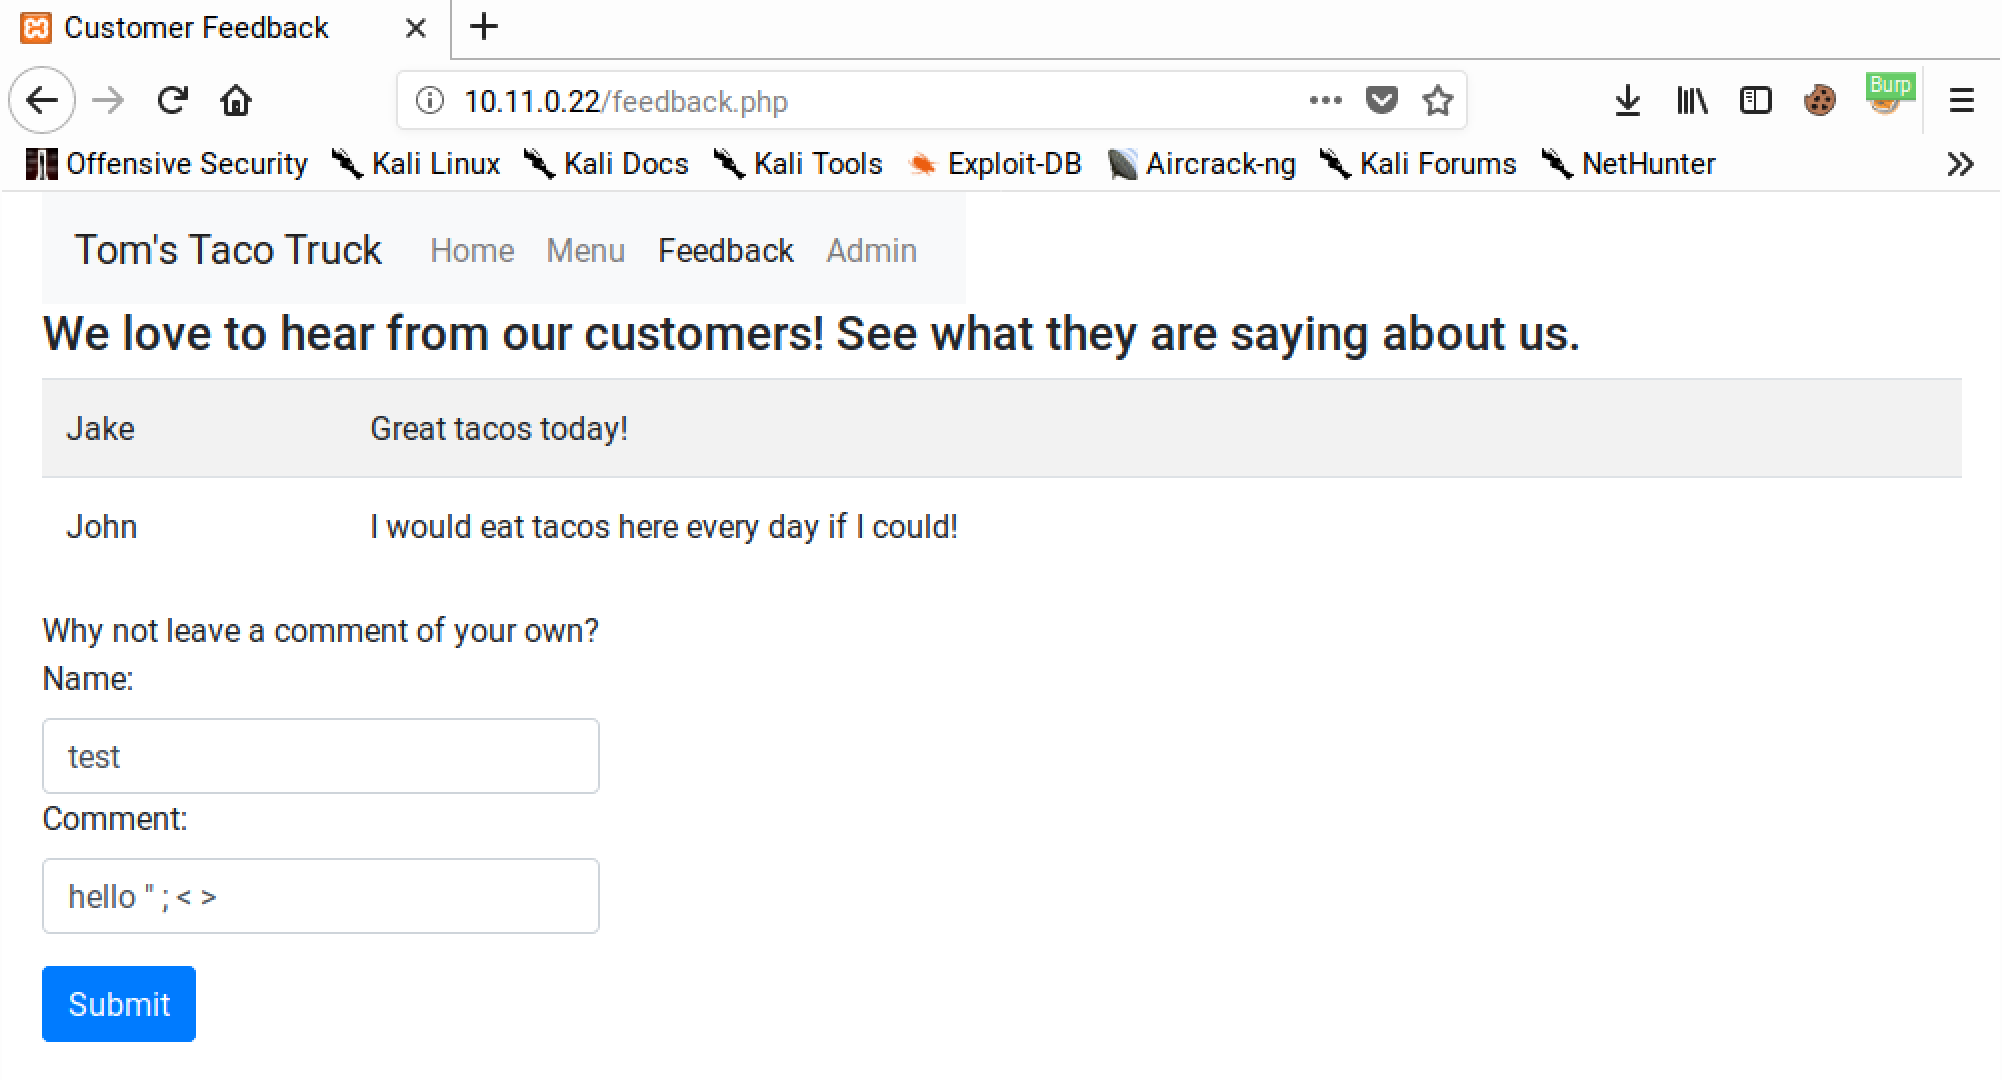 Customer Feedback
10.11.0.22/feedback.php
Burp
Offensive Security Kali Linux Kali Docs Kali Tools Exploit-DB Aircrack-ng Kali Forums NetHunter
Tom's Taco Truck Home Menu Feedback Admin
We love to hear from our customers! See what they are saying about us.
Jake Great tacos today!
John I would eat tacos here every day if I could!
Why not leave a comment of your own?
Name:
test
Comment:
hello " ; < >
Submit